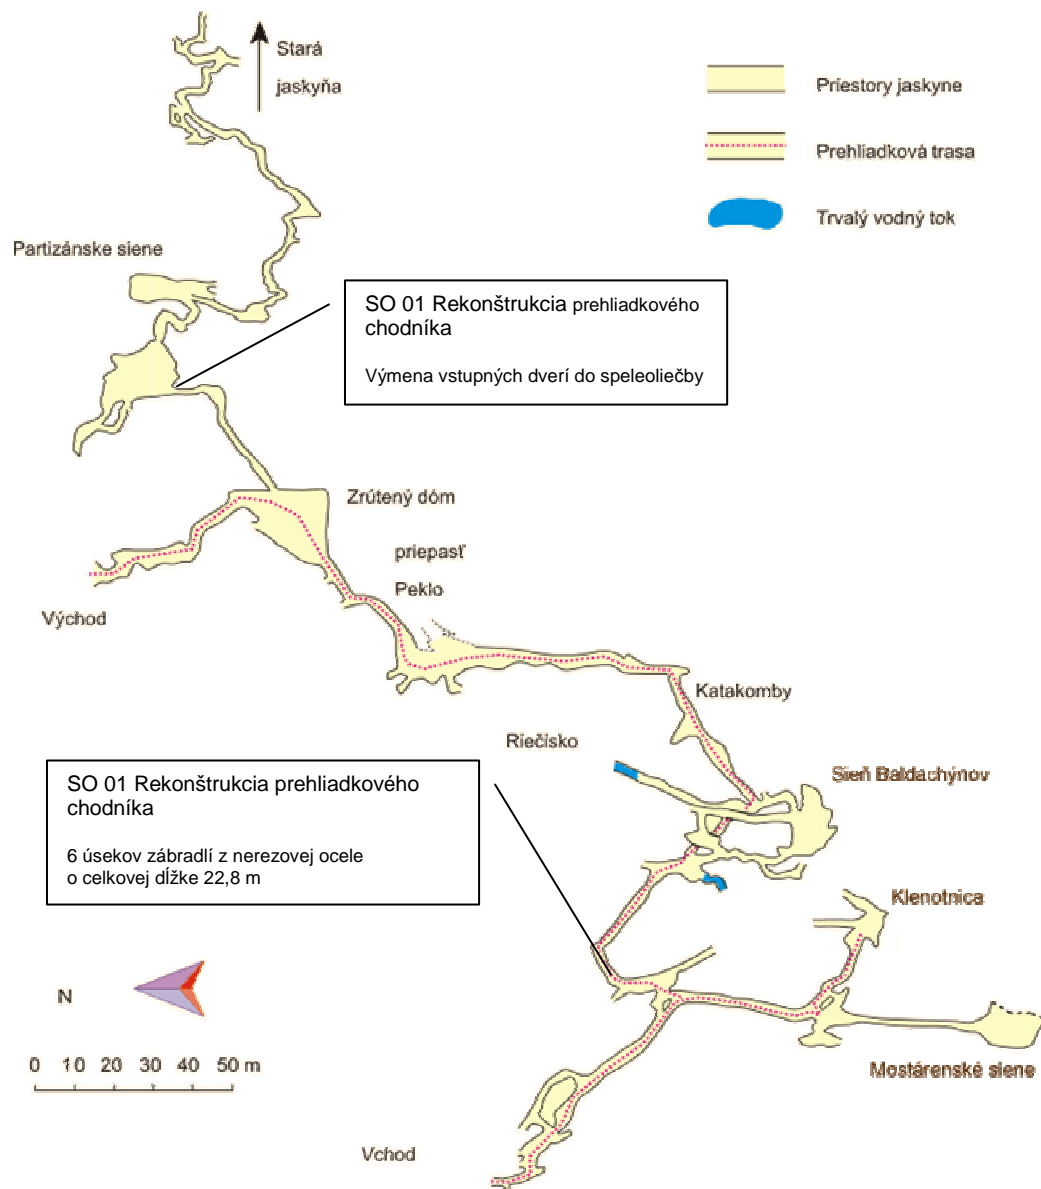 Stará
jaskyňa
Priestory jaskyne
Prehliadková trasa
Trvalý vodný tok
Partizánske siene
SO 01 Rekonštrukcia prehliadkového
chodníka
Výmena vstupných dverí do speleoliečby
Zrútený dóm
priepasť
Peklo
Východ
Katakomby
Riečisko
Sieň Baldachýnov
SO 01 Rekonštrukcia prehliadkového
chodníka
6 úsekov zábradlí z nerezovej ocele
o celkovej dĺžke 22,8 m
Klenotnica
N
0 10 20 30 40 50 m
Mostárenské siene
Vchod